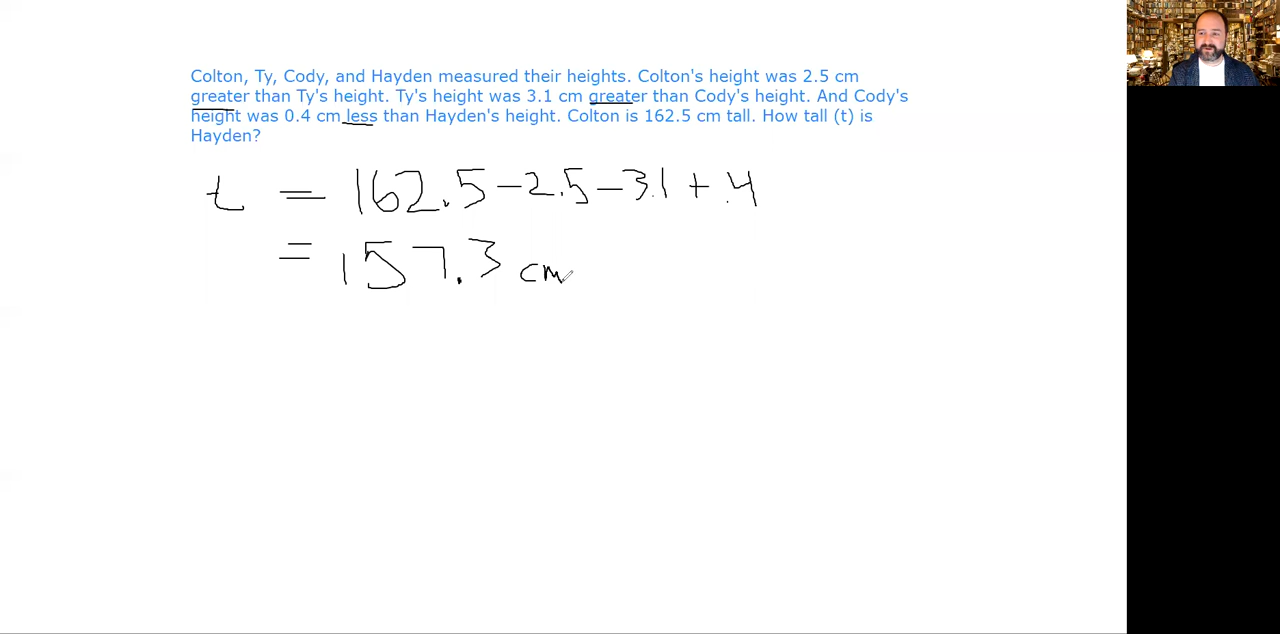 Colton, Ty, Cody, and Hayden measured their heights. Colton's height was 2.5 cm
greater than Ty's height. Ty's height was 3.1 cm greater than Cody's height. And Cody's
height was 0.4 cm less than Hayden's height. Colton is 162.5 cm tall. How tall (t) is
Hayden?
t = 162.5 - 2.5 - 3.1 + .4
= 157.3 cm